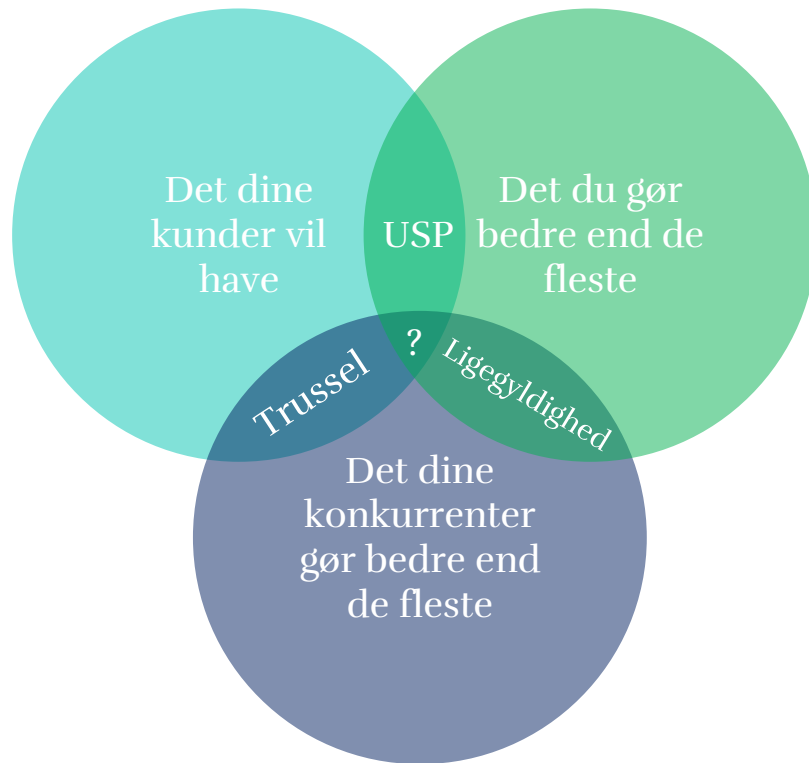 Det dine
kunder vil
have
USP
Det du gør
bedre end de
fleste
?
Trussel
Ligegyldighed
Det dine
konkurrenter
gør bedre end
de fleste